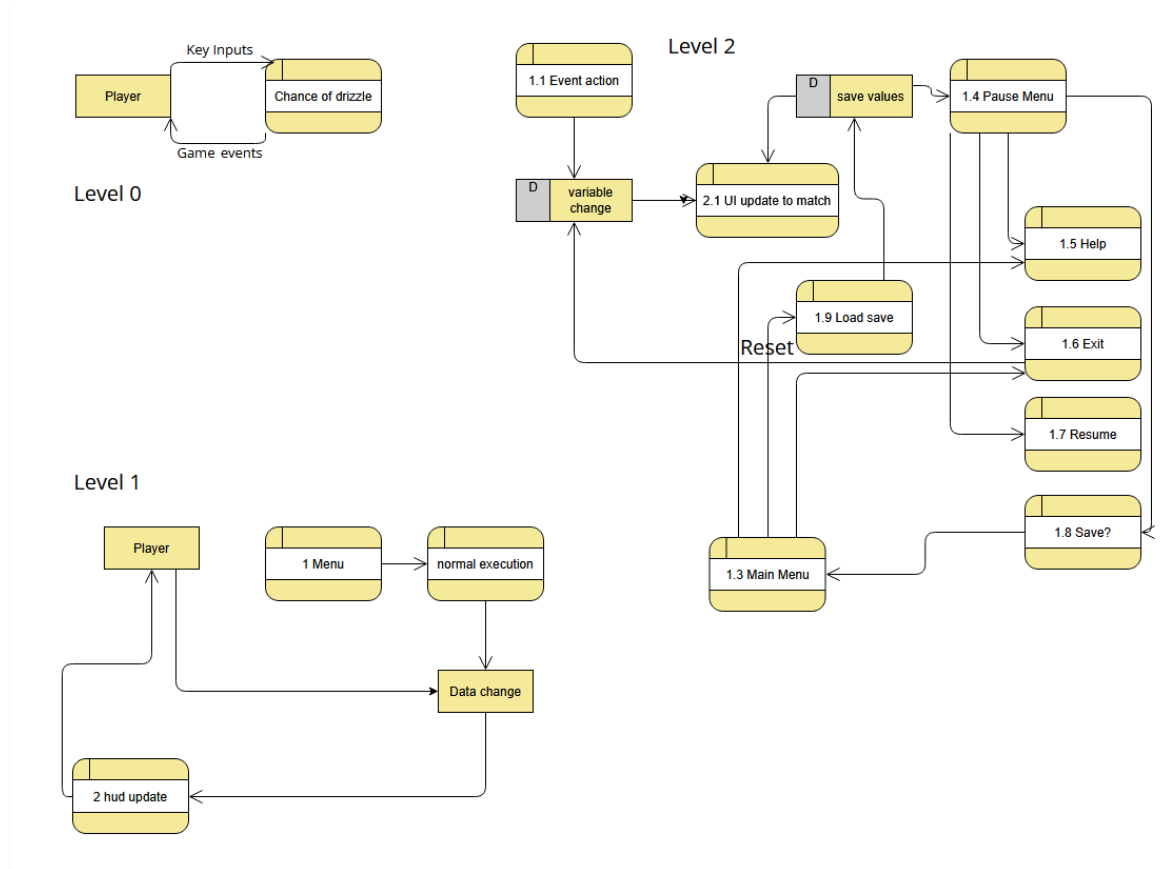 Key Inputs
Player
Chance of drizzle
Game events
Level 0
Level 2
1.1 Event action
D
save values
1.4 Pause Menu
D
variable
change
2.1 UI update to match
1.5 Help
1.9 Load save
Reset
1.6 Exit
1.7 Resume
1.8 Save?
1.3 Main Menu
Level 1
Player
1 Menu
normal execution
Data change
2 hud update